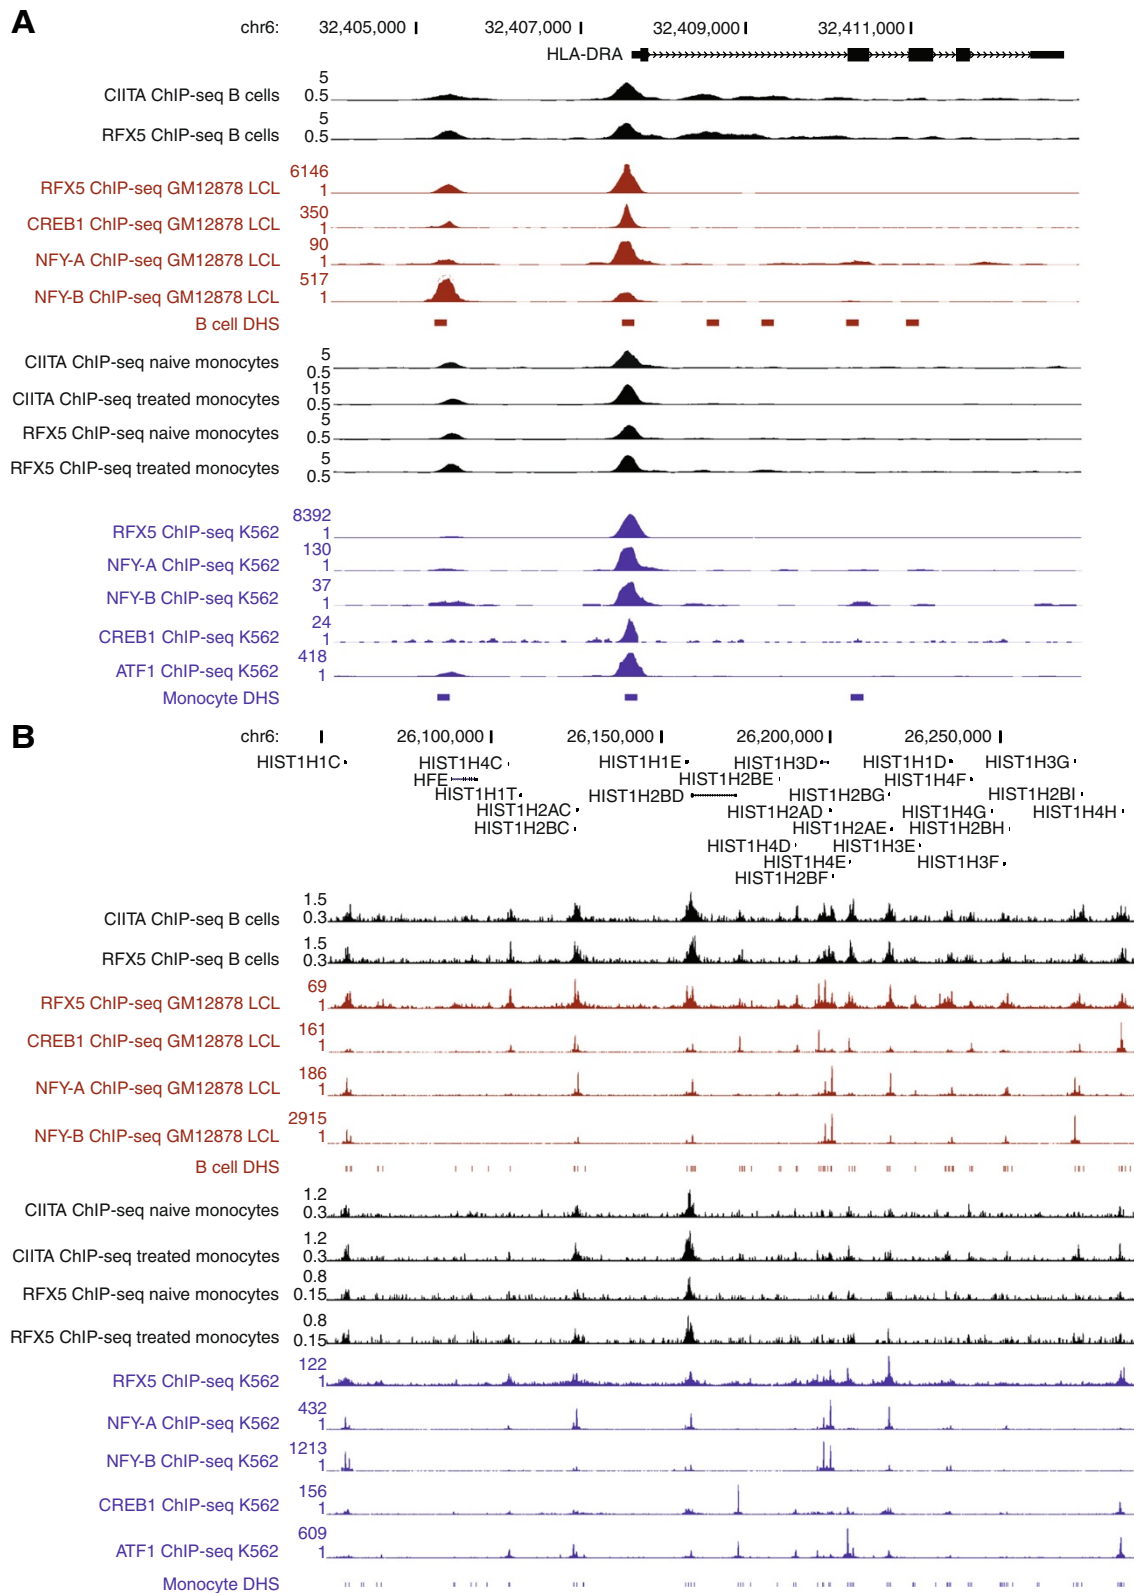 A
chr6: 32,405,000 32,407,000 32,409,000 32,411,000
HLA-DRA
5
CIITA ChIP-seq B cells 0.5
5
RFX5 ChIP-seq B cells 0.5
6146
RFX5 ChIP-seq GM12878 LCL 1
350
CREB1 ChIP-seq GM12878 LCL 1
90
NFY-A ChIP-seq GM12878 LCL 1
517
NFY-B ChIP-seq GM12878 LCL 1
B cell DHS
5
CIITA ChIP-seq naive monocytes 0.5
15
CIITA ChIP-seq treated monocytes 0.5
5
RFX5 ChIP-seq naive monocytes 0.5
5
RFX5 ChIP-seq treated monocytes 0.5
8392
RFX5 ChIP-seq K562 1
130
NFY-A ChIP-seq K562 1
37
NFY-B ChIP-seq K562 1
24
CREB1 ChIP-seq K562 1
418
ATF1 ChIP-seq K562 1
Monocyte DHS
B
chr6: 26,100,000 26,150,000 26,200,000 26,250,000
HIST1H1C HIST1H4C HIST1H1E HIST1H3D HIST1H1D HIST1H3G
HFE HIST1H2BE HIST1H4F
HIST1H1T HIST1H2BD HIST1H2BG HIST1H2BI
HIST1H2AC HIST1H2AD HIST1H4G HIST1H4H
HIST1H2BC HIST1H2AE HIST1H2BH
HIST1H4D HIST1H3E
HIST1H4E HIST1H3F
HIST1H2BF
1.5
CIITA ChIP-seq B cells 0.3
1.5
RFX5 ChIP-seq B cells 0.3
69
RFX5 ChIP-seq GM12878 LCL 1
161
CREB1 ChIP-seq GM12878 LCL 1
186
NFY-A ChIP-seq GM12878 LCL 1
2915
NFY-B ChIP-seq GM12878 LCL 1
B cell DHS
1.2
CIITA ChIP-seq naive monocytes 0.3
1.2
CIITA ChIP-seq treated monocytes 0.3
0.8
RFX5 ChIP-seq naive monocytes 0.15
0.8
RFX5 ChIP-seq treated monocytes 0.15
122
RFX5 ChIP-seq K562 1
432
NFY-A ChIP-seq K562 1
1213
NFY-B ChIP-seq K562 1
156
CREB1 ChIP-seq K562 1
609
ATF1 ChIP-seq K562 1
Monocyte DHS